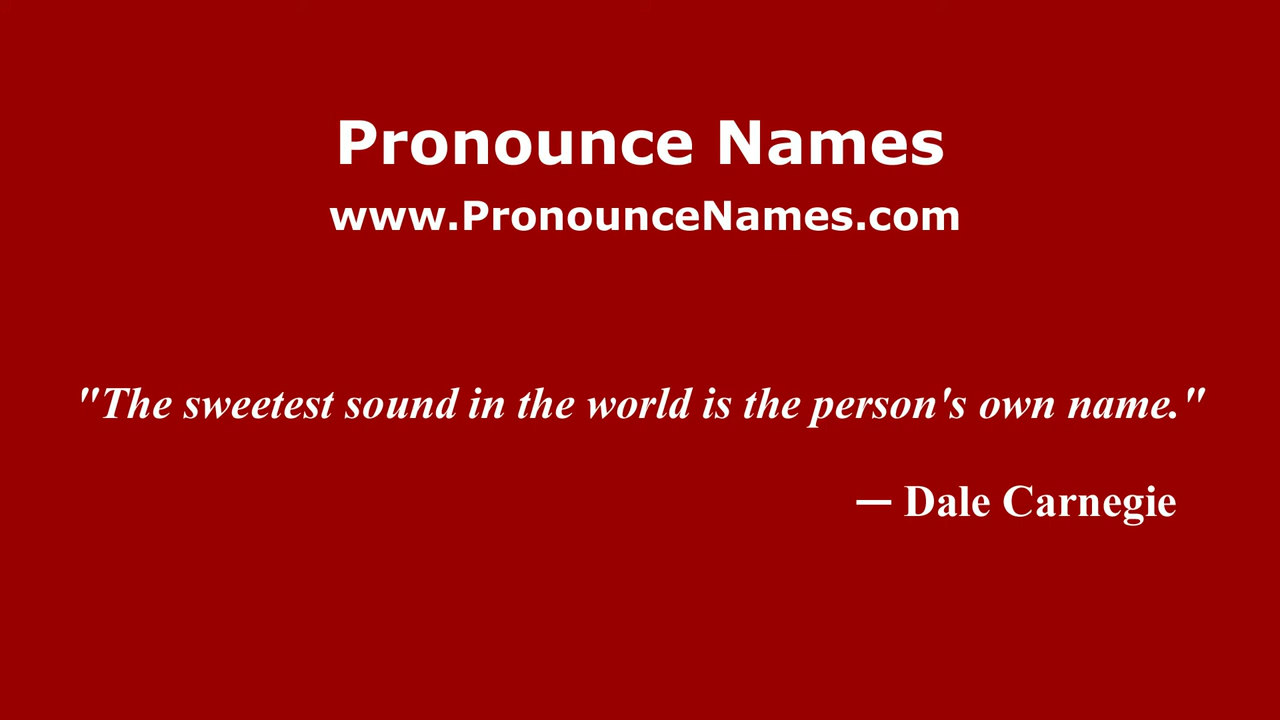 Pronounce Names
www.PronounceNames.com
"The sweetest sound in the world is the person's own name."
— Dale Carnegie